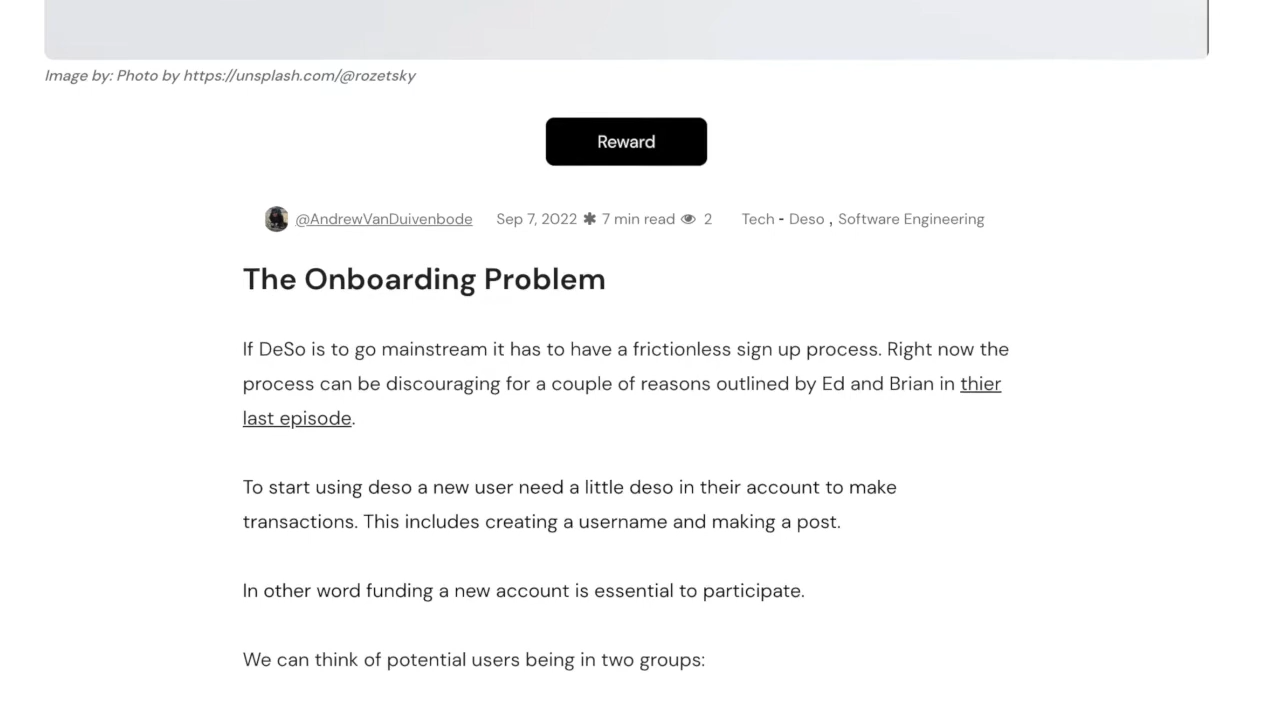 Image by: Photo by https://unsplash.com/@rozetsky
Reward
@AndrewVanDuivenbode Sep 7, 2022 ✱ 7 min read 2 Tech - Deso , Software Engineering
The Onboarding Problem
If DeSo is to go mainstream it has to have a frictionless sign up process. Right now the
process can be discouraging for a couple of reasons outlined by Ed and Brian in thier
last episode.
To start using deso a new user need a little deso in their account to make
transactions. This includes creating a username and making a post.
In other word funding a new account is essential to participate.
We can think of potential users being in two groups: